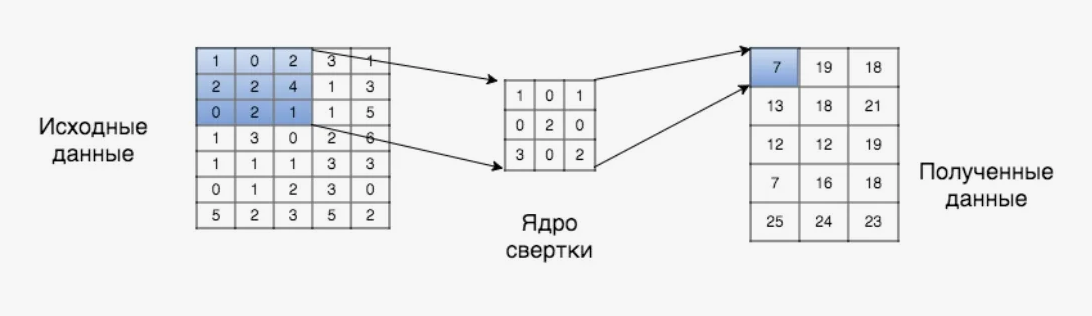 1 0 2 3 1
2 2 4 1 3
0 2 1 1 5
1 3 0 2 6
1 1 1 3 3
0 1 2 3 0
5 2 3 5 2
Исходные
данные
1 0 1
0 2 0
3 0 2
Ядро
свертки
7 19 18
13 18 21
12 12 19
7 16 18
25 24 23
Полученные
данные